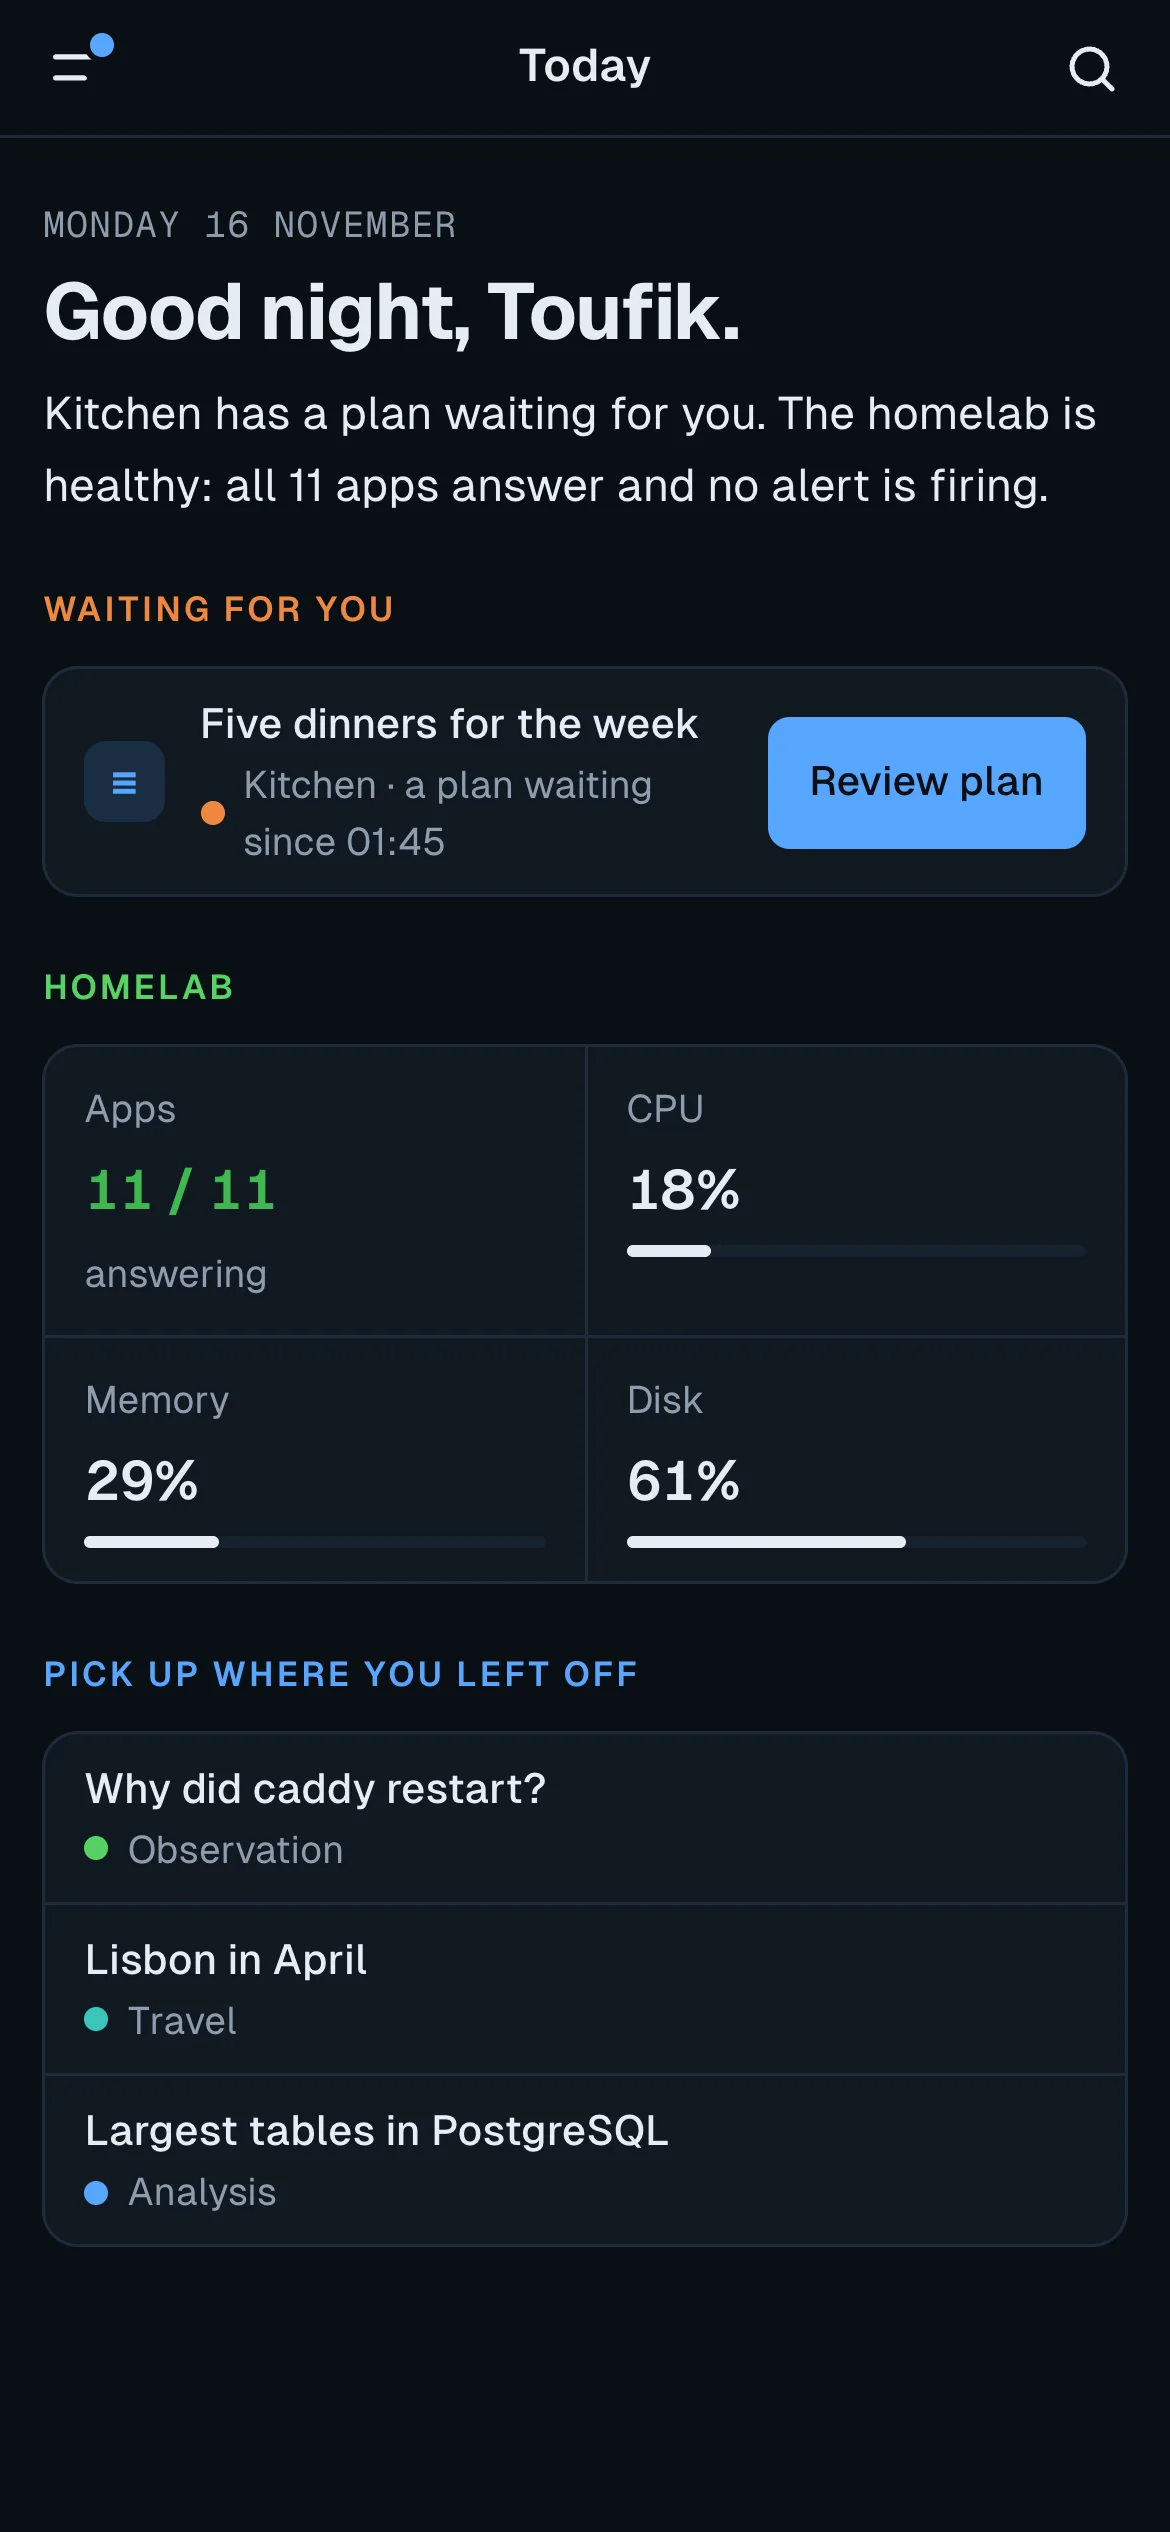 Today
MONDAY 16 NOVEMBER
Good night, Toufik.
Kitchen has a plan waiting for you. The homelab is
healthy: all 11 apps answer and no alert is firing.
WAITING FOR YOU
Five dinners for the week
Kitchen · a plan waiting
since 01:45
Review plan
HOMELAB
Apps
11 / 11
answering
CPU
18%
Memory
29%
Disk
61%
PICK UP WHERE YOU LEFT OFF
Why did caddy restart?
Observation
Lisbon in April
Travel
Largest tables in PostgreSQL
Analysis